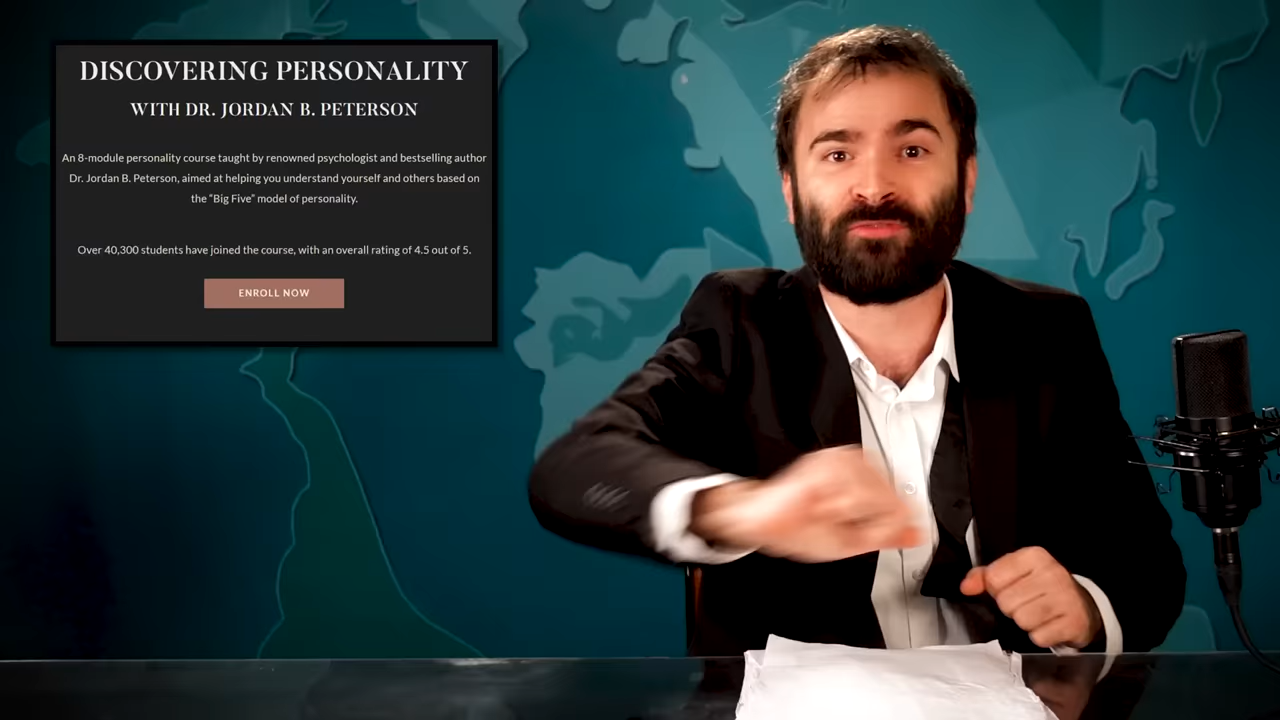 DISCOVERING PERSONALITY
WITH DR. JORDAN B. PETERSON
An 8-module personality course taught by renowned psychologist and bestselling author
Dr. Jordan B. Peterson, aimed at helping you understand yourself and others based on
the “Big Five” model of personality.
Over 40,300 students have joined the course, with an overall rating of 4.5 out of 5.
ENROLL NOW